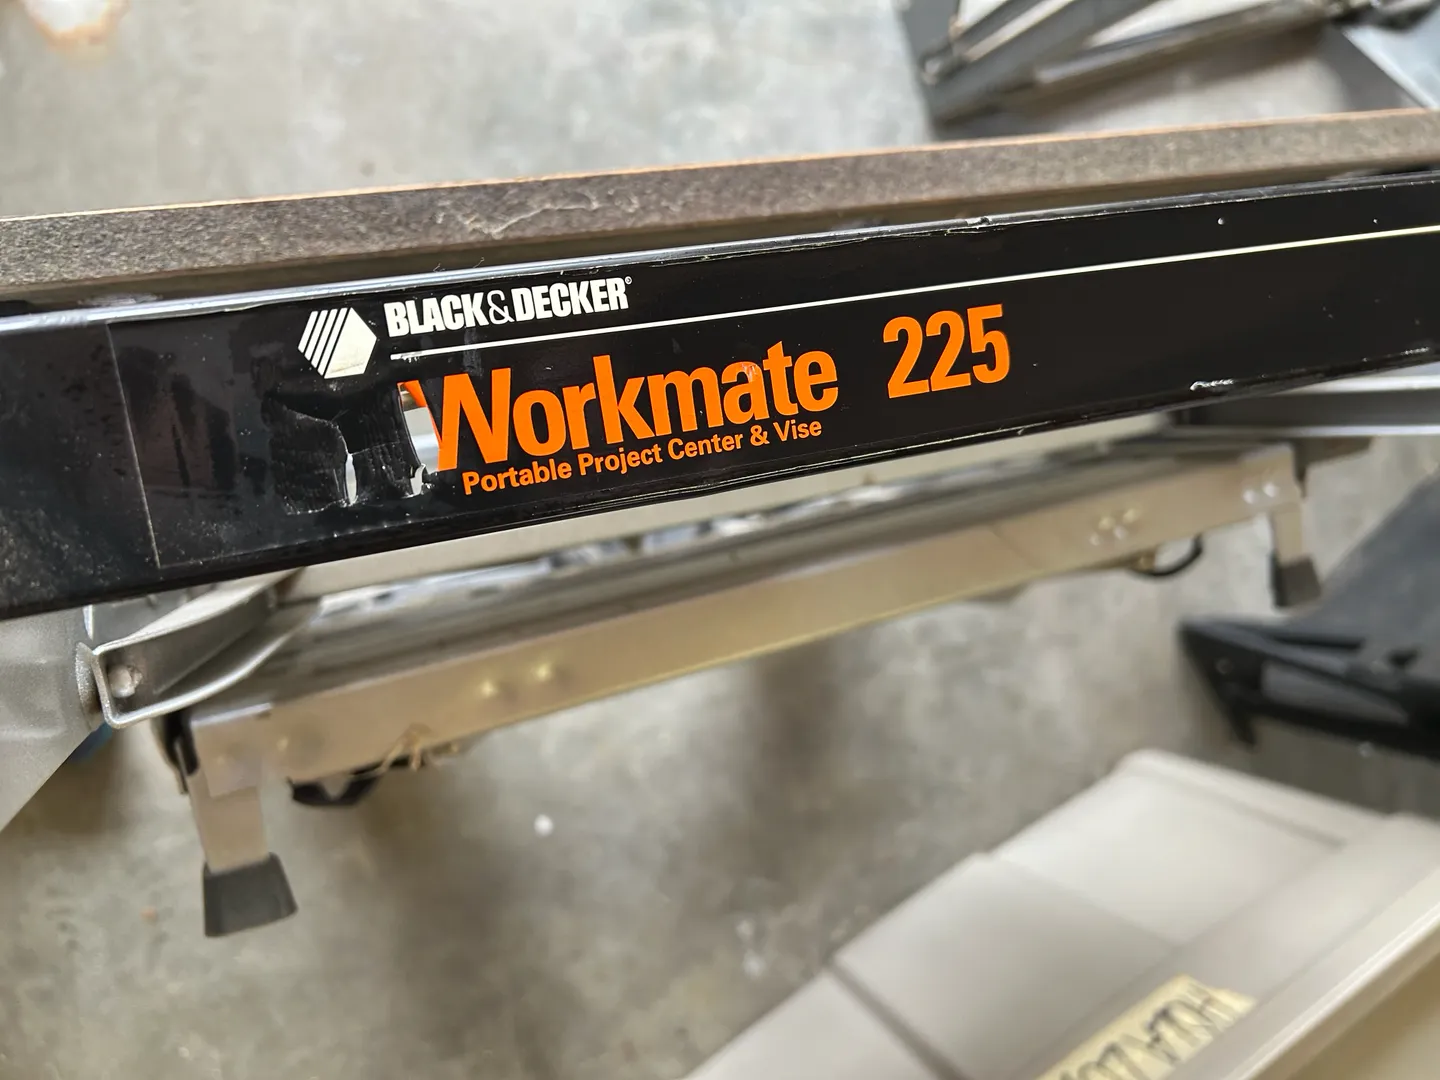 BLACK&DECKER®
Workmate 225
Portable Project Center & Vise